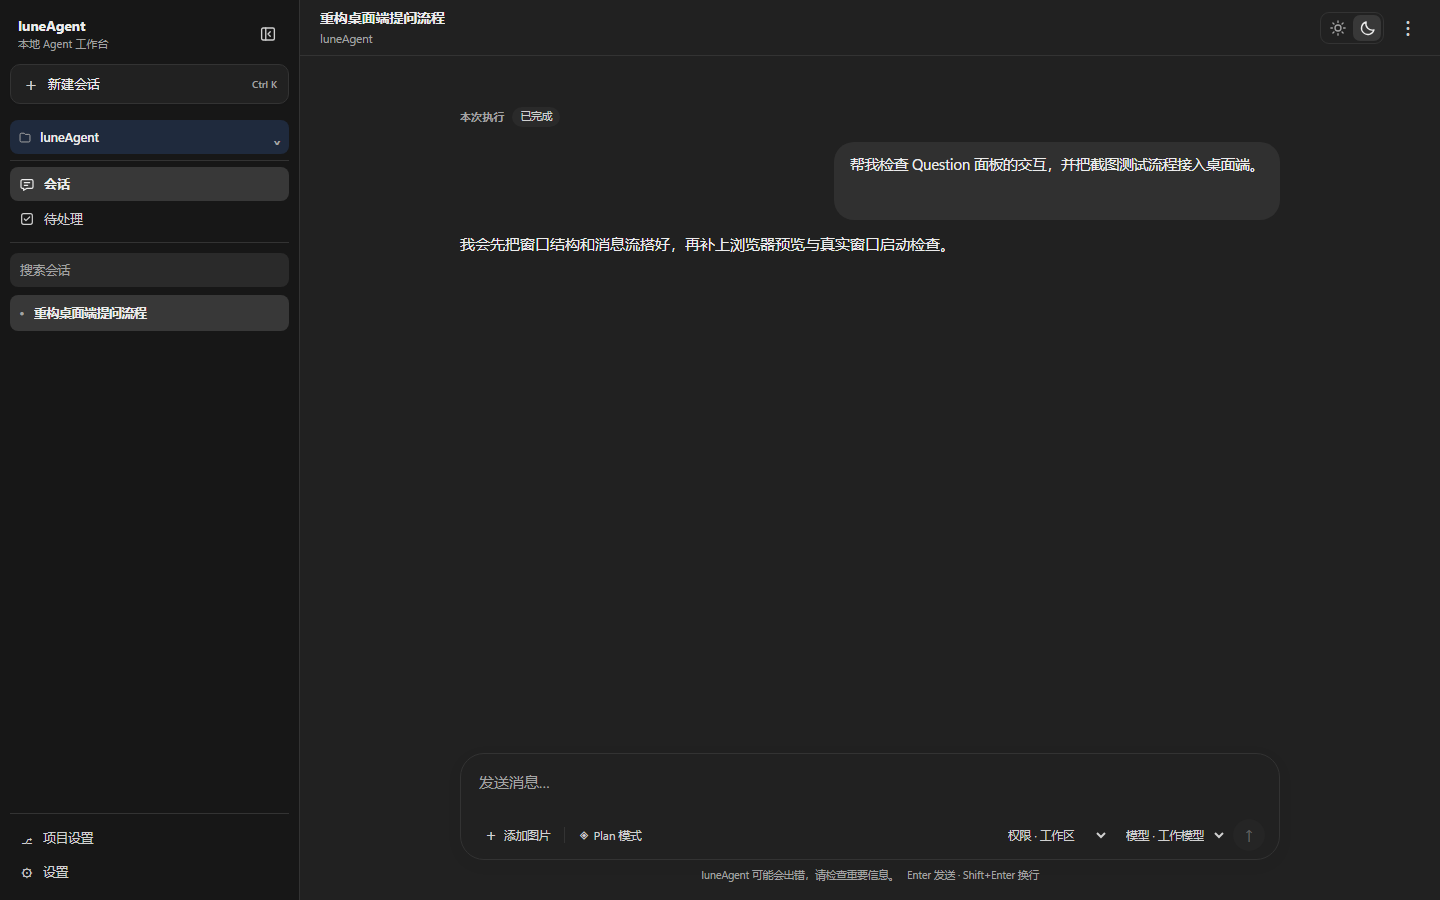 luneAgent
本地 Agent 工作台
新建会话 Ctrl K
luneAgent
会话
待处理
搜索会话
重构桌面端提问流程
项目设置
设置
重构桌面端提问流程
luneAgent
本次执行 已完成
帮我检查 Question 面板的交互，并把截图测试流程接入桌面端。
我会先把窗口结构和消息流搭好，再补上浏览器预览与真实窗口启动检查。
发送消息...
添加图片 Plan 模式 权限 · 工作区 模型 · 工作模型
luneAgent 可能会出错，请检查重要信息。 Enter 发送 · Shift+Enter 换行